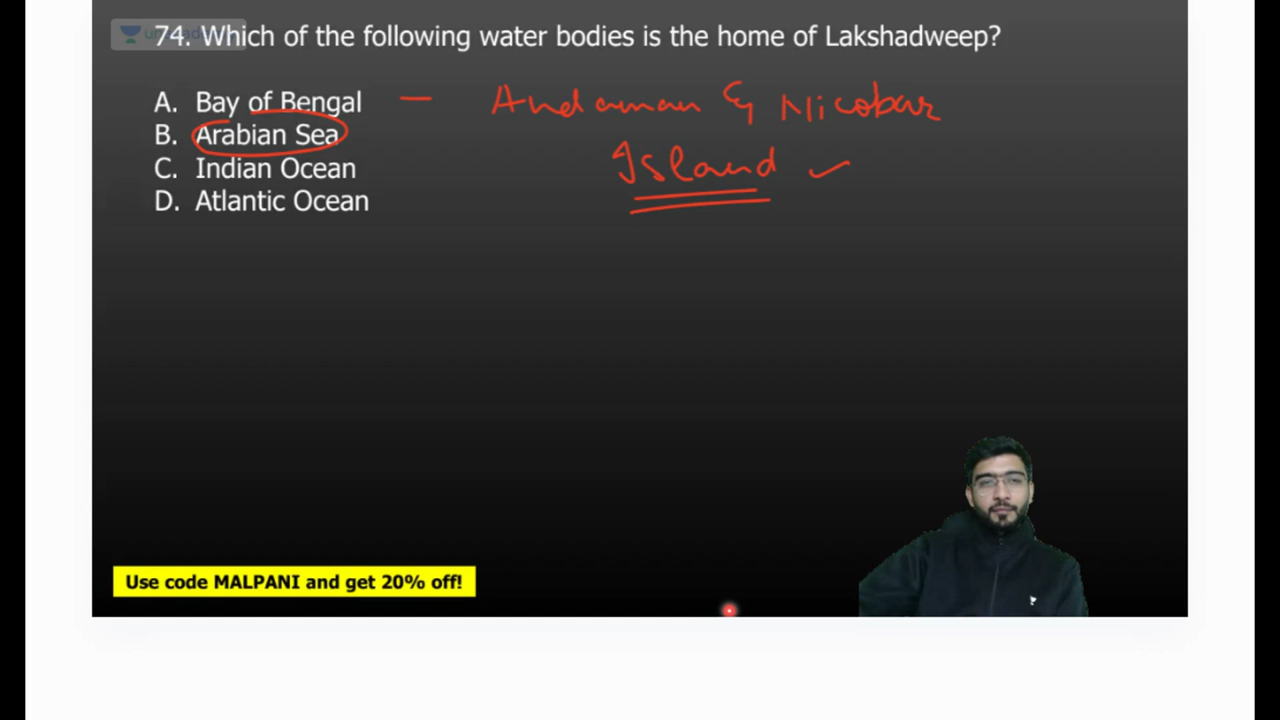 74. Which of the following water bodies is the home of Lakshadweep?
A. Bay of Bengal — Andaman & Nicobar
B. Arabian Sea
Island ✓
C. Indian Ocean
D. Atlantic Ocean
Use code MALPANI and get 20% off!